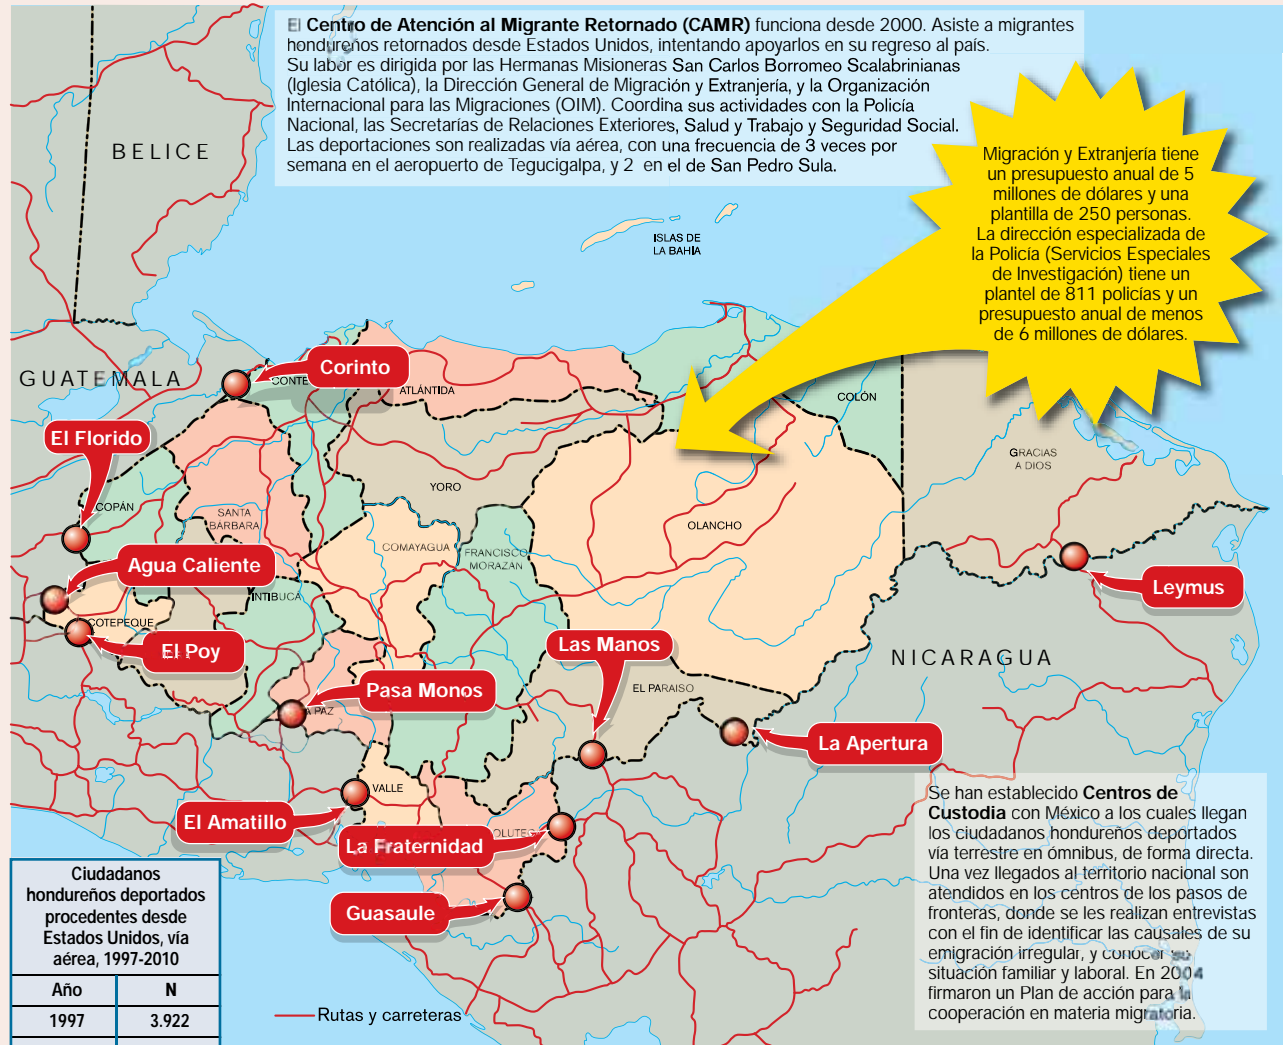 El Centro de Atención al Migrante Retornado (CAMR) funciona desde 2000. Asiste a migrantes
hondureños retornados desde Estados Unidos, intentando apoyarlos en su regreso al país.
Su labor es dirigida por las Hermanas Misioneras San Carlos Borromeo Scalabrinianas
(Iglesia Católica), la Dirección General de Migración y Extranjería, y la Organización
Internacional para las Migraciones (OIM). Coordina sus actividades con la Policía
Nacional, las Secretarías de Relaciones Exteriores, Salud y Trabajo y Seguridad Social.
Las deportaciones son realizadas vía aérea, con una frecuencia de 3 veces por
semana en el aeropuerto de Tegucigalpa, y 2 en el de San Pedro Sula.
BELICE
Migración y Extranjería tiene
un presupuesto anual de 5
millones de dólares y una
plantilla de 250 personas.
La dirección especializada de
la Policía (Servicios Especiales
de Investigación) tiene un
plantel de 811 policías y un
presupuesto anual de menos
de 6 millones de dólares.
ISLAS DE
LA BAHÍA
GUATEMALA
Corinto
CONTE
ATLÁNTIDA
COLÓN
El Florido
GRACIAS
A DIOS
YORO
COPÁN
SANTA
BÁRBARA
OLANCHO
COMAYAGUA
FRANCISCO
MORAZAN
Agua Caliente
Leymus
INTIBUCÁ
COTEPEQUE
El Poy
Las Manos
NICARAGUA
Pasa Monos
EL PARAISO
A PAZ
La Apertura
VALLE
El Amatillo
La Fraternidad
OLUTEC
Guasaule
Se han establecido Centros de
Custodia con México a los cuales llegan
los ciudadanos hondureños deportados
vía terrestre en ómnibus, de forma directa.
Una vez llegados al territorio nacional son
atendidos en los centros de los pasos de
fronteras, donde se les realizan entrevistas
con el fin de identificar las causales de su
emigración irregular, y conocer su
situación familiar y laboral. En 2004
firmaron un Plan de acción para la
cooperación en materia migratoria.
Ciudadanos
hondureños deportados
procedentes desde
Estados Unidos, vía
aérea, 1997-2010
Año N
1997 3.922
Rutas y carreteras